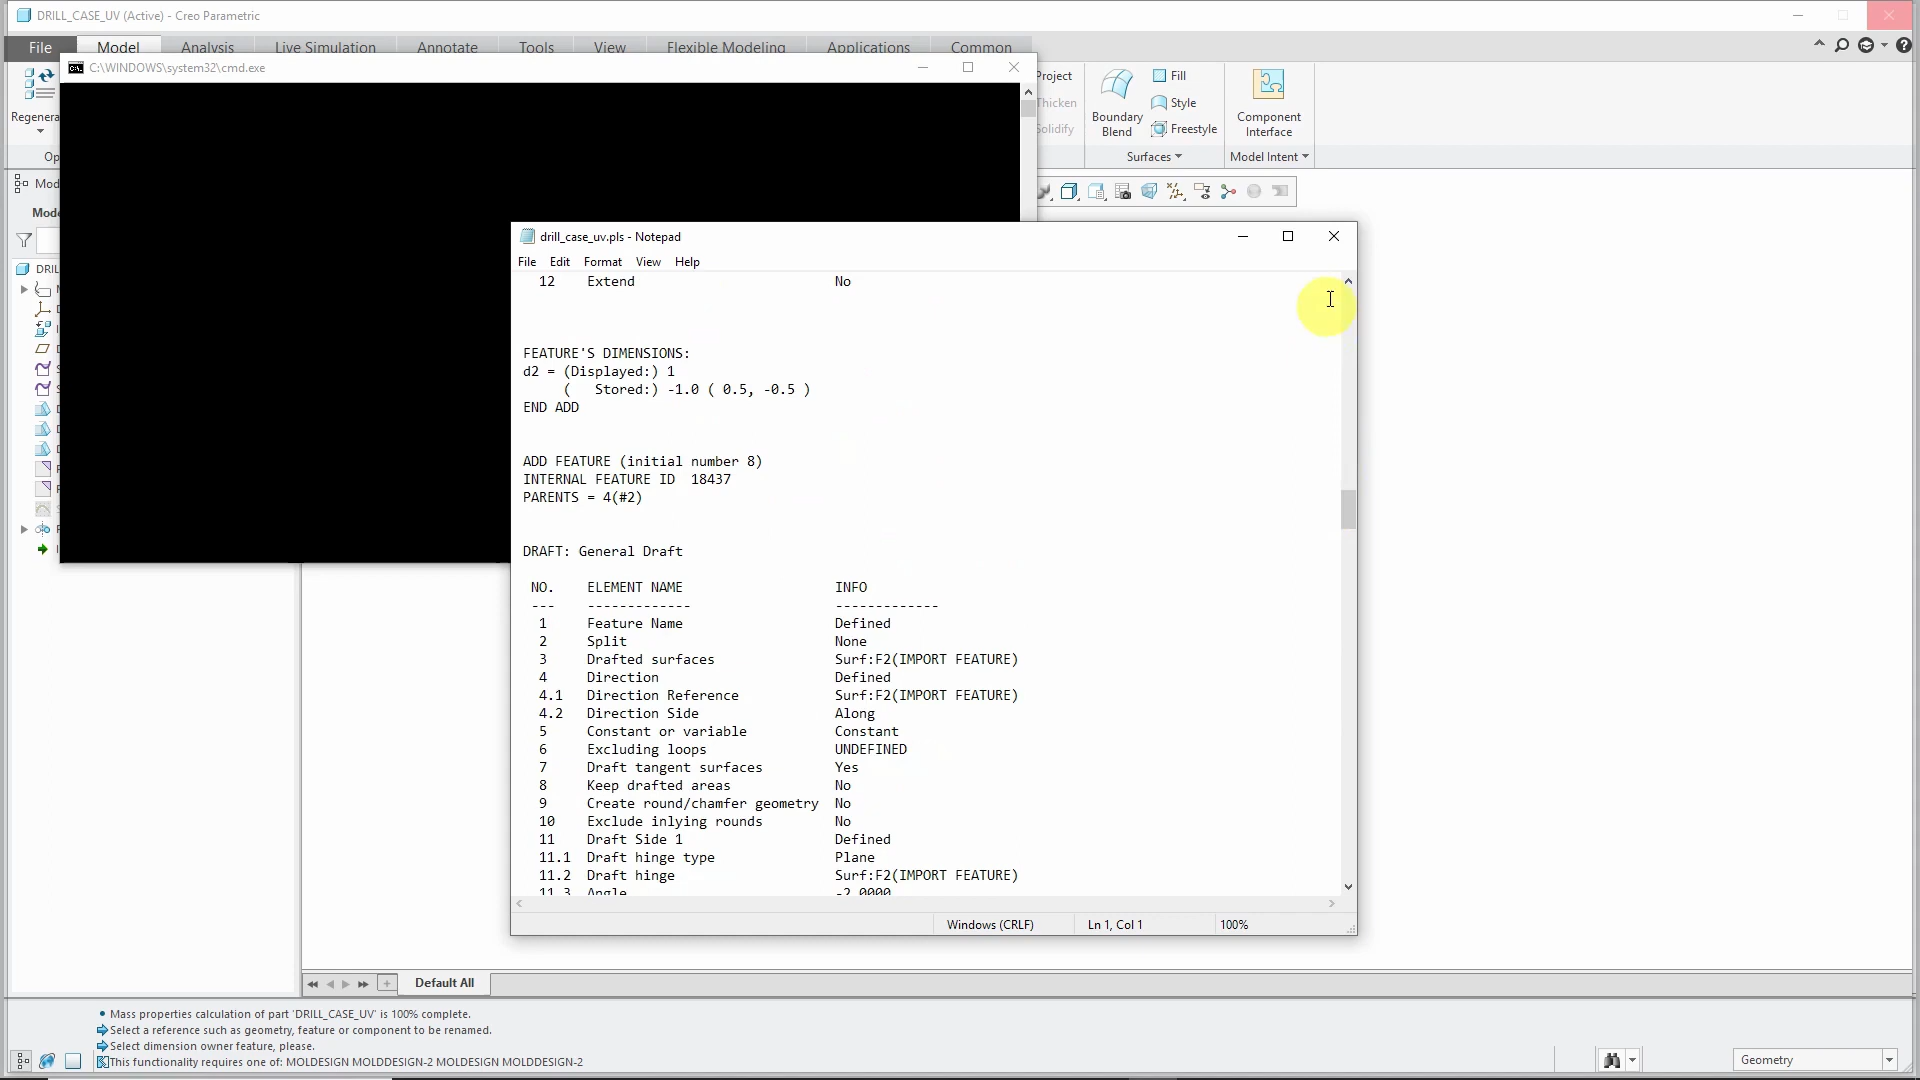 DRILL_CASE_UV (Active) - Creo Parametric
File Model Analysis Live Simulation Annotate Tools View Flexible Modeling Applications Common
C:\WINDOWS\system32\cmd.exe
Project
Thicken
Solidify
Boundary Blend
Fill
Style
Freestyle
Component Interface
Surfaces
Model Intent
drill_case_uv.pls - Notepad
File Edit Format View Help
12 Extend No
FEATURE'S DIMENSIONS:
d2 = (Displayed:) 1
( Stored:) -1.0 ( 0.5, -0.5 )
END ADD
ADD FEATURE (initial number 8)
INTERNAL FEATURE ID 18437
PARENTS = 4(#2)
DRAFT: General Draft
NO. ELEMENT NAME INFO
--- ------------- -------------
1 Feature Name Defined
2 Split None
3 Drafted surfaces Surf:F2(IMPORT FEATURE)
4 Direction Defined
4.1 Direction Reference Surf:F2(IMPORT FEATURE)
4.2 Direction Side Along
5 Constant or variable Constant
6 Excluding loops UNDEFINED
7 Draft tangent surfaces Yes
8 Keep drafted areas No
9 Create round/chamfer geometry No
10 Exclude inlying rounds No
11 Draft Side 1 Defined
11.1 Draft hinge type Plane
11.2 Draft hinge Surf:F2(IMPORT FEATURE)
11.3 Angle -2.0000
Windows (CRLF) Ln 1, Col 1 100%
Default All
Mass properties calculation of part 'DRILL_CASE_UV' is 100% complete.
Select a reference such as geometry, feature or component to be renamed.
Select dimension owner feature, please.
This functionality requires one of: MOLDESIGN MOLDDESIGN-2 MOLDESIGN MOLDDESIGN-2
Geometry